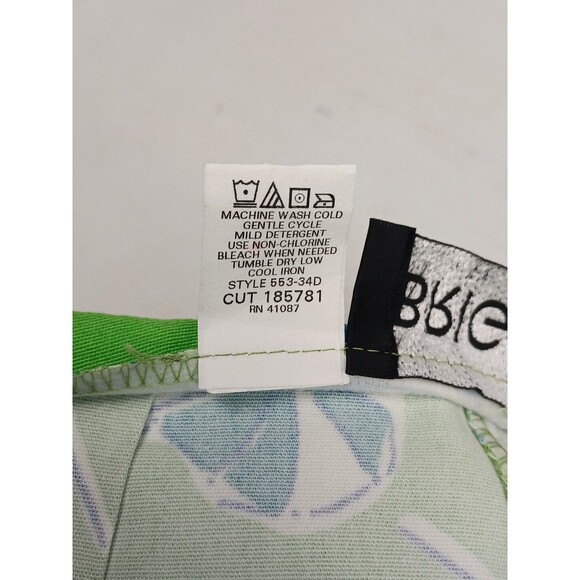 MACHINE WASH COLD
GENTLE CYCLE
MILD DETERGENT
USE NON-CHLORINE
BLEACH WHEN NEEDED
TUMBLE DRY LOW
COOL IRON
STYLE 553-34D
CUT 185781
RN 41087